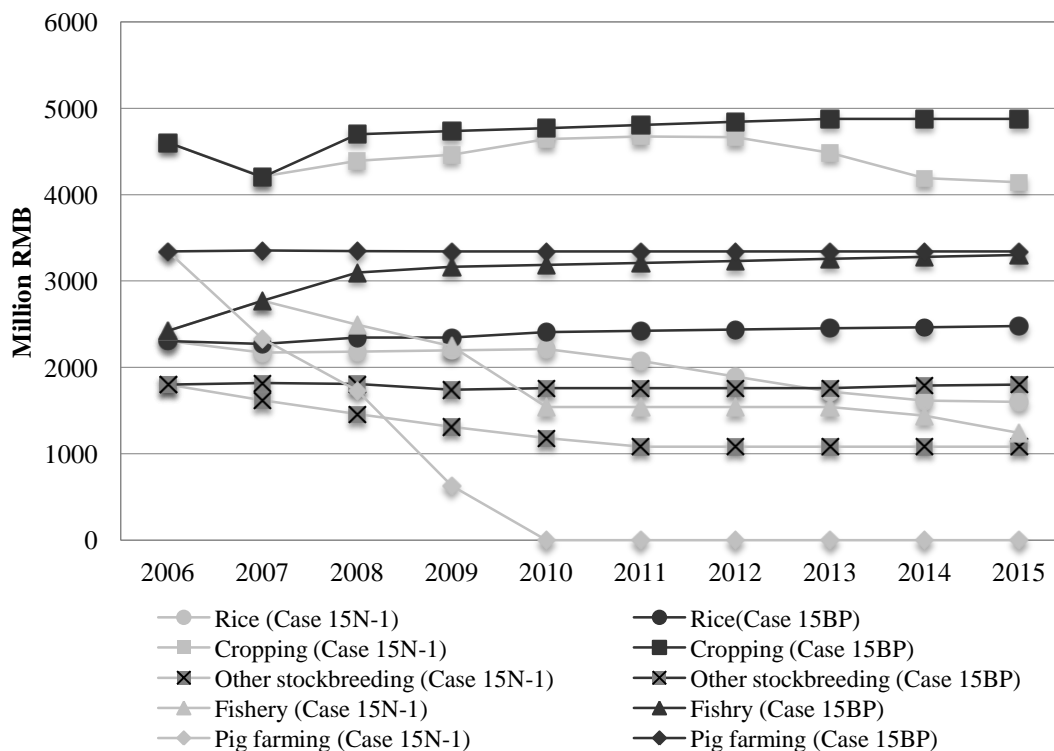 6000
5000
4000
3000
2000
1000
0
Million RMB
2006 2007 2008 2009 2010 2011 2012 2013 2014 2015
Rice (Case 15N-1) Rice(Case 15BP)
Cropping (Case 15N-1) Cropping (Case 15BP)
Other stockbreeding (Case 15N-1) Other stockbreeding (Case 15BP)
Fishery (Case 15N-1) Fishry (Case 15BP)
Pig farming (Case 15N-1) Pig farming (Case 15BP)